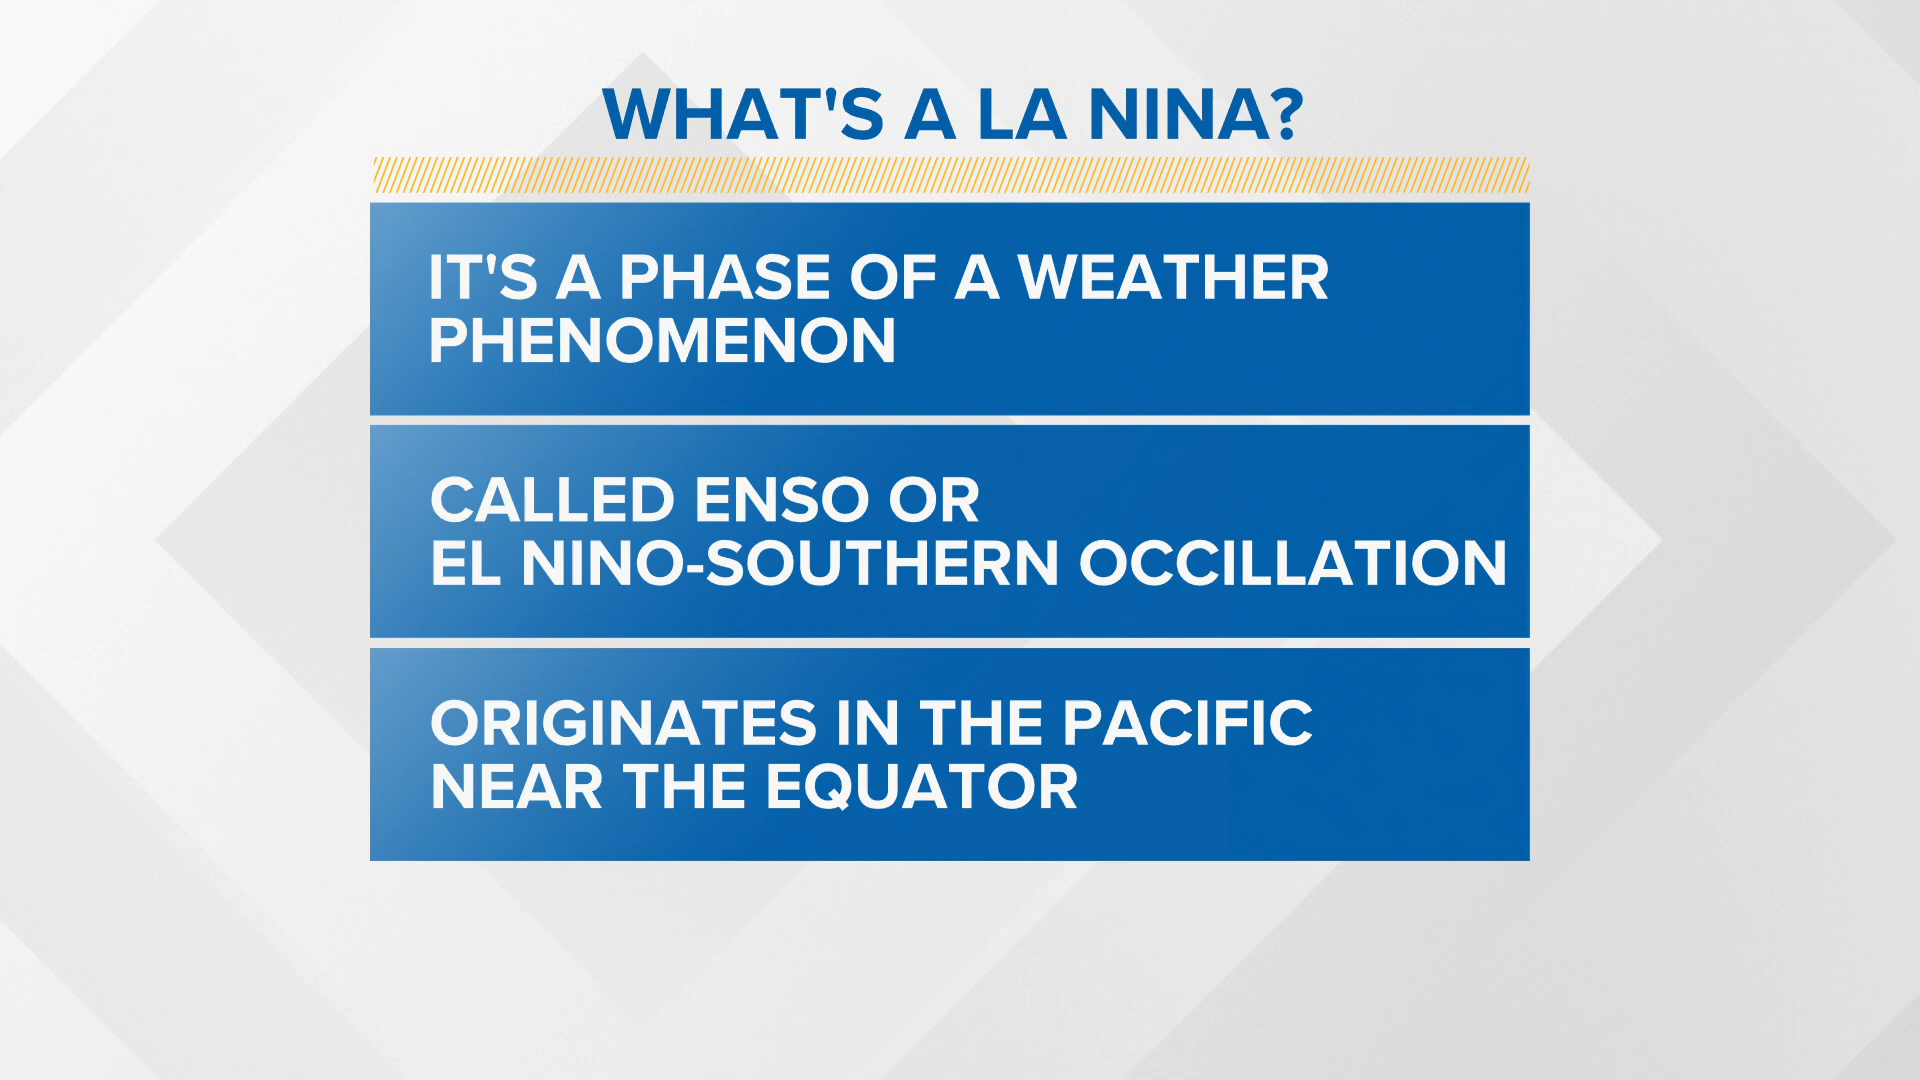 WHAT'S A LA NINA?
IT'S A PHASE OF A WEATHER
PHENOMENON
CALLED ENSO OR
EL NINO-SOUTHERN OCCILLATION
ORIGINATES IN THE PACIFIC
NEAR THE EQUATOR